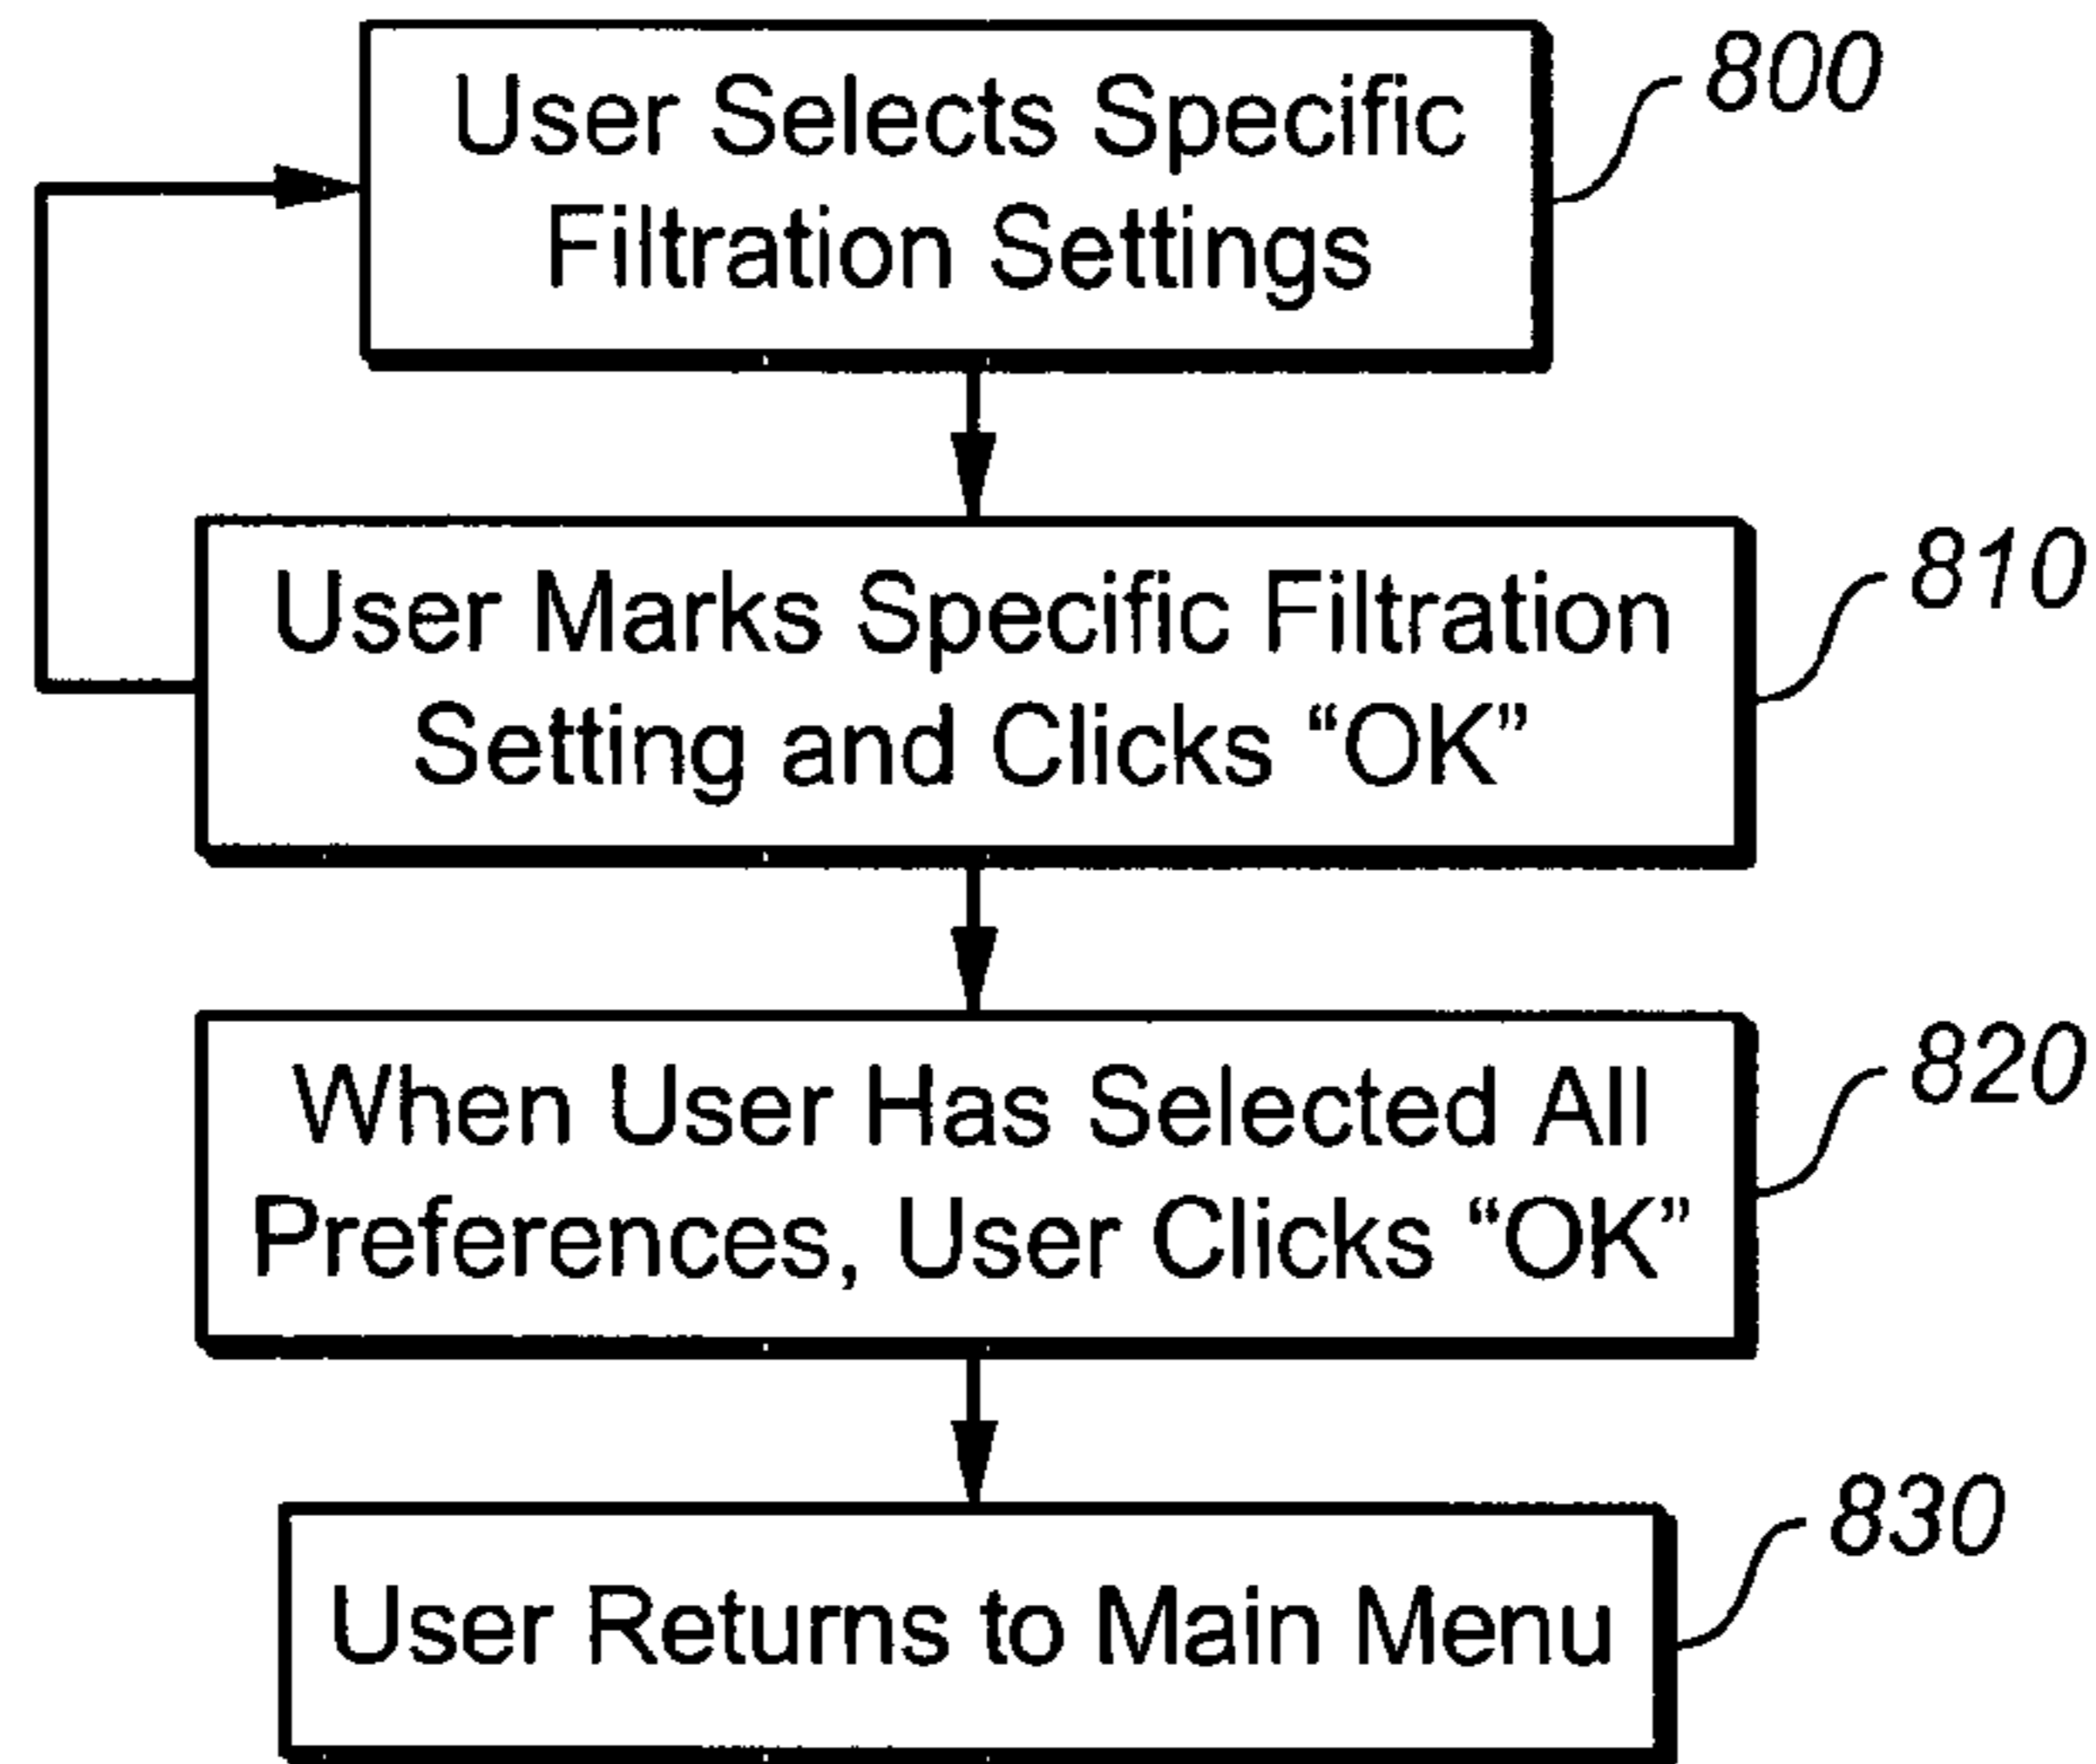 User Selects Specific
Filtration Settings
800
User Marks Specific Filtration
Setting and Clicks “OK”
810
When User Has Selected All
Preferences, User Clicks “OK”
820
User Returns to Main Menu
830